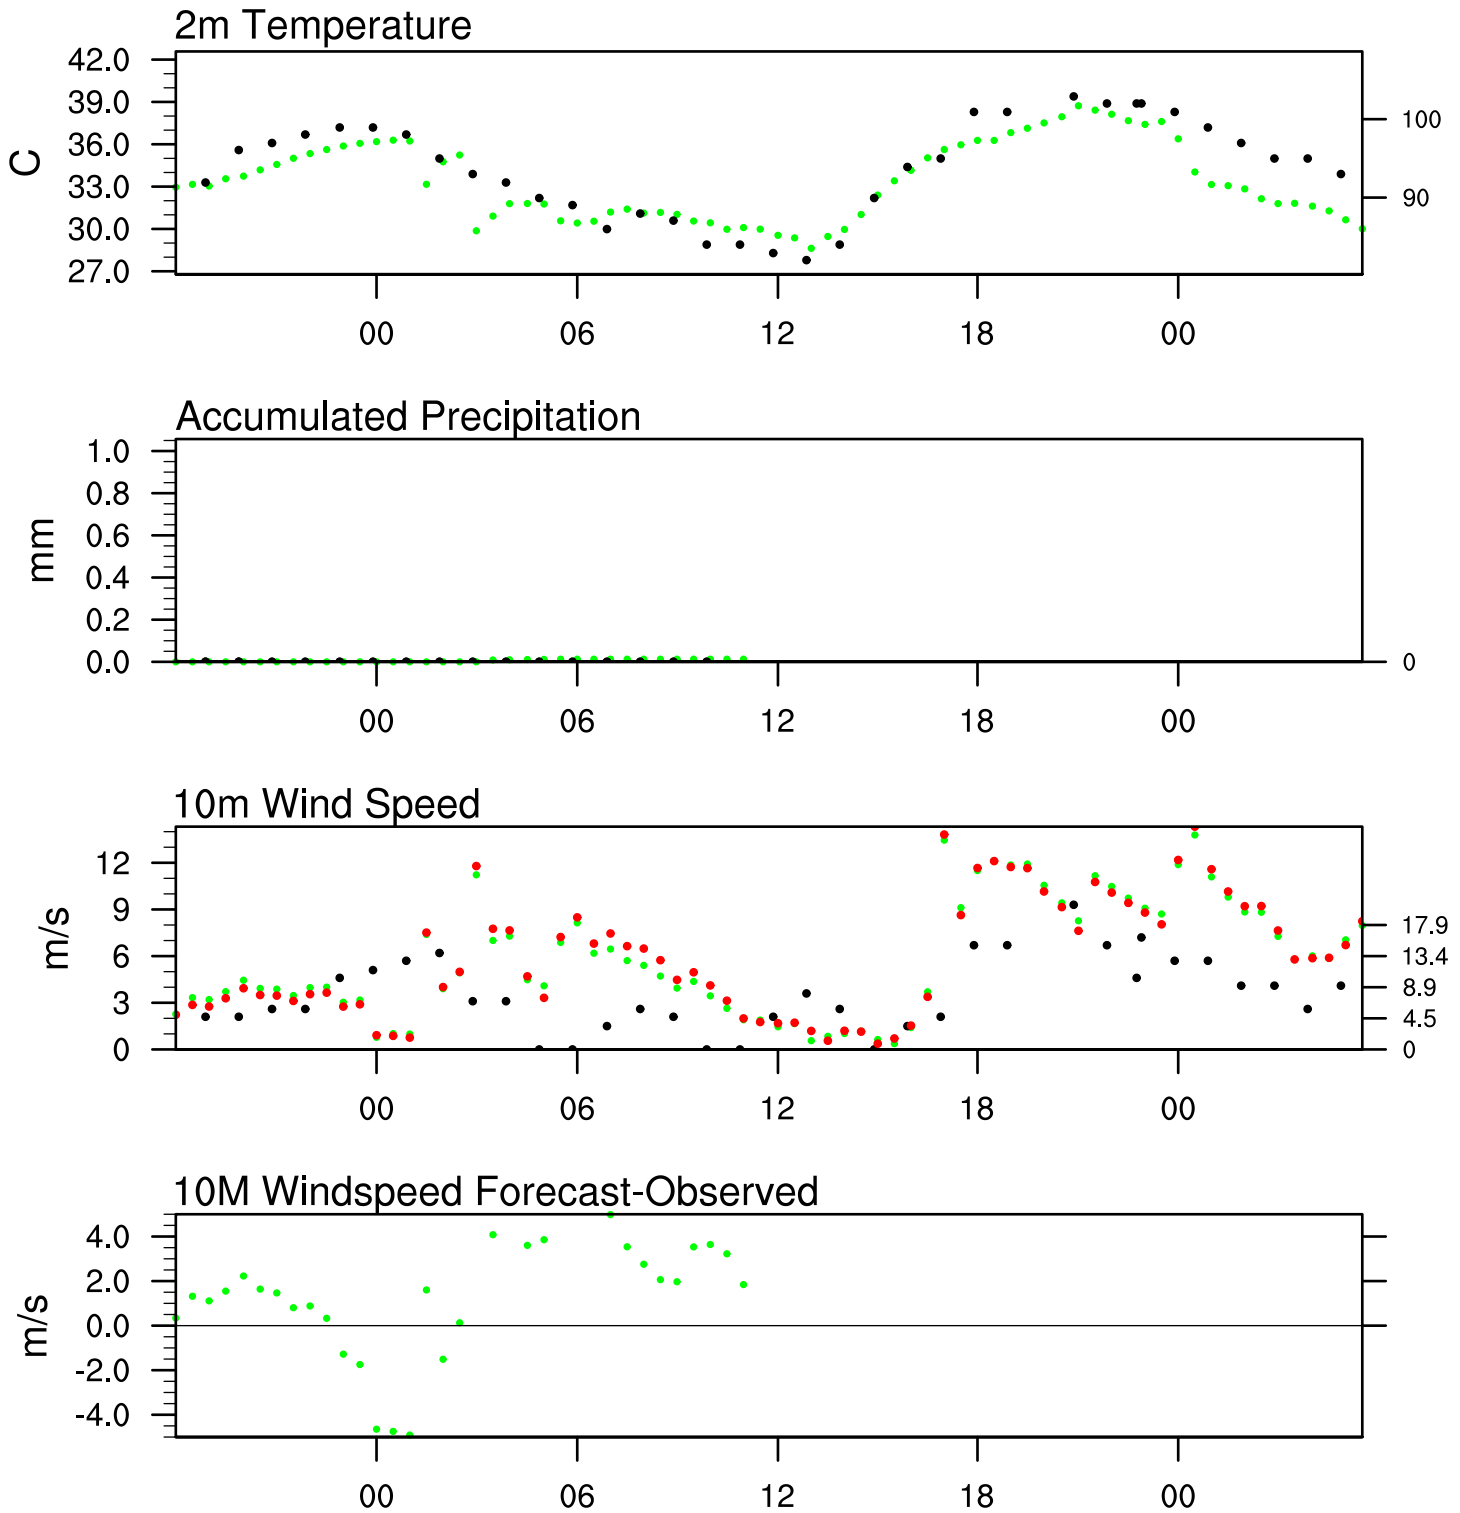 2m Temperature
42.0
39.0
36.0
33.0
30.0
27.0
C
100
90
00 06 12 18 00
Accumulated Precipitation
1.0
0.8
0.6
0.4
0.2
0.0
mm
0
00 06 12 18 00
10m Wind Speed
12
9
6
3
0
m/s
17.9
13.4
8.9
4.5
0
00 06 12 18 00
10M Windspeed Forecast-Observed
4.0
2.0
0.0
-2.0
-4.0
m/s
00 06 12 18 00